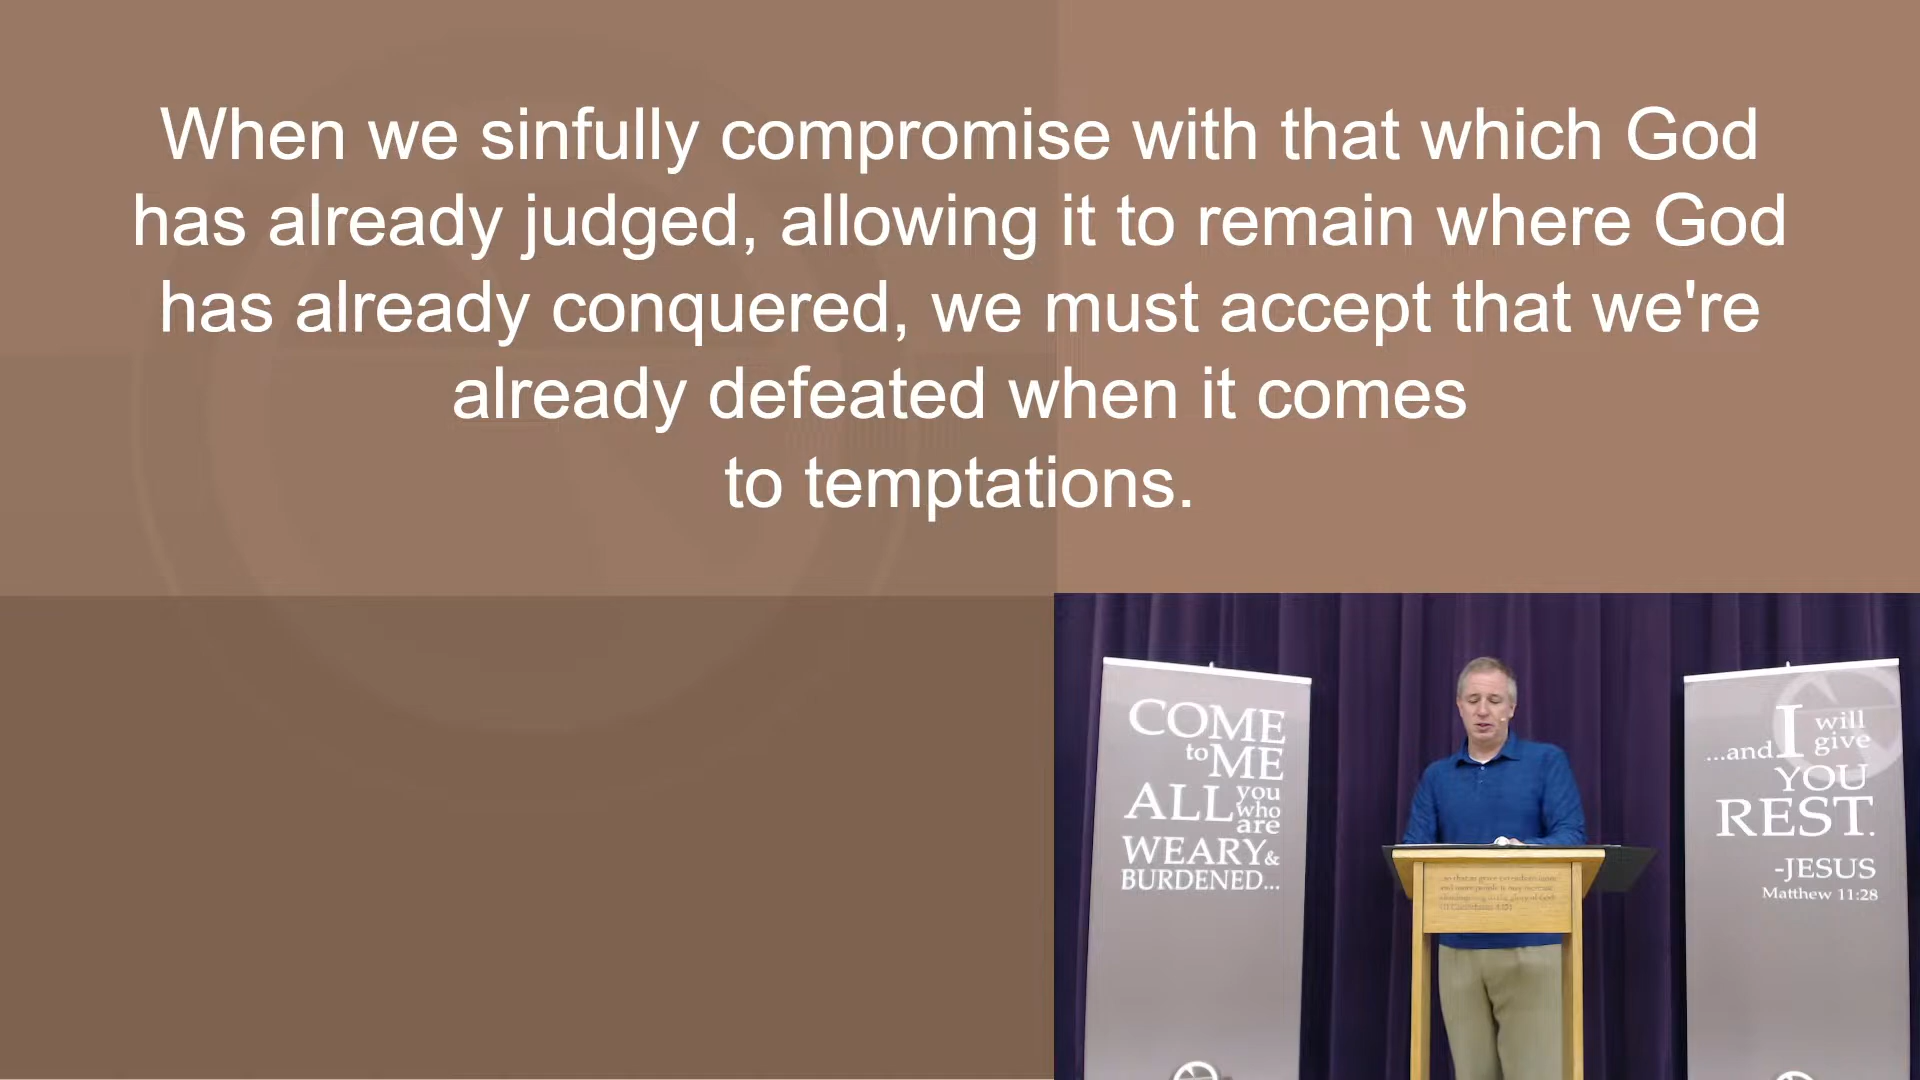 When we sinfully compromise with that which God
has already judged, allowing it to remain where God
has already conquered, we must accept that we're
already defeated when it comes
to temptations.
COME
to ME
ALL you
who
are
WEARY &
BURDENED...
...and I will
give
YOU
REST.
-JESUS
Matthew 11:28